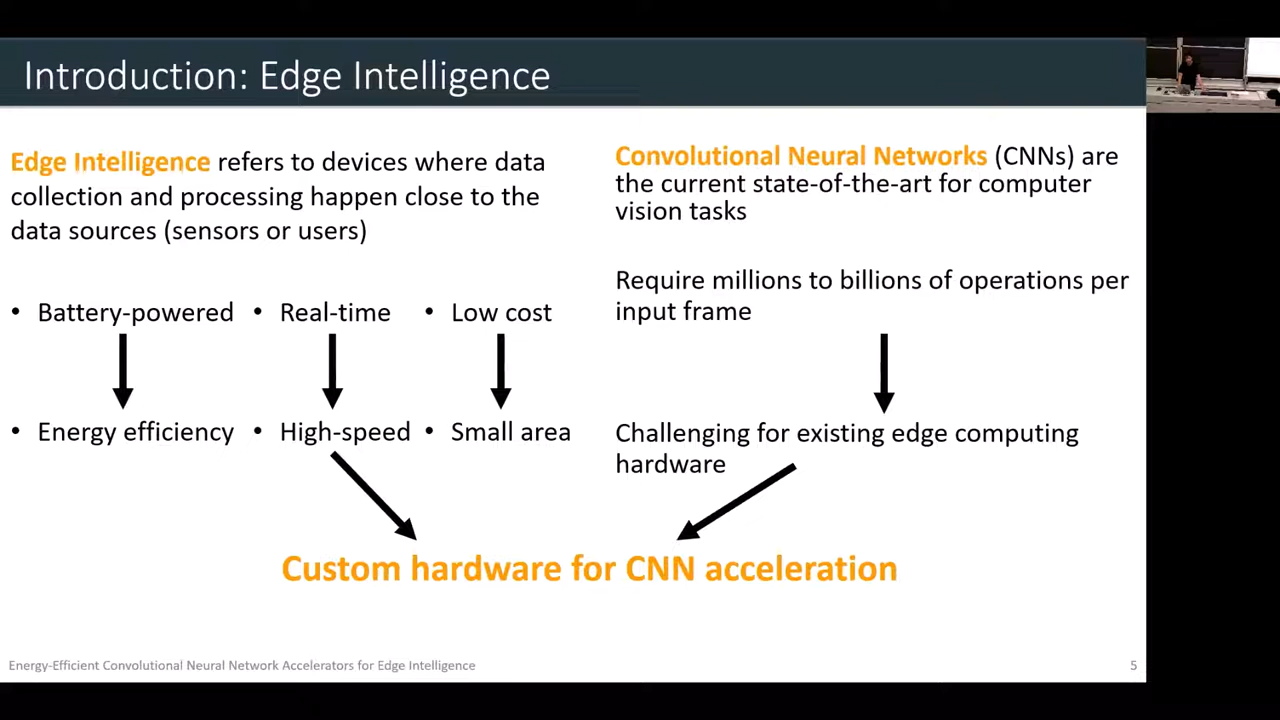 Introduction: Edge Intelligence
Edge Intelligence refers to devices where data
collection and processing happen close to the
data sources (sensors or users)
• Battery-powered • Real-time • Low cost
• Energy efficiency • High-speed • Small area
Convolutional Neural Networks (CNNs) are
the current state-of-the-art for computer
vision tasks
Require millions to billions of operations per
input frame
Challenging for existing edge computing
hardware
Custom hardware for CNN acceleration
Energy-Efficient Convolutional Neural Network Accelerators for Edge Intelligence
5